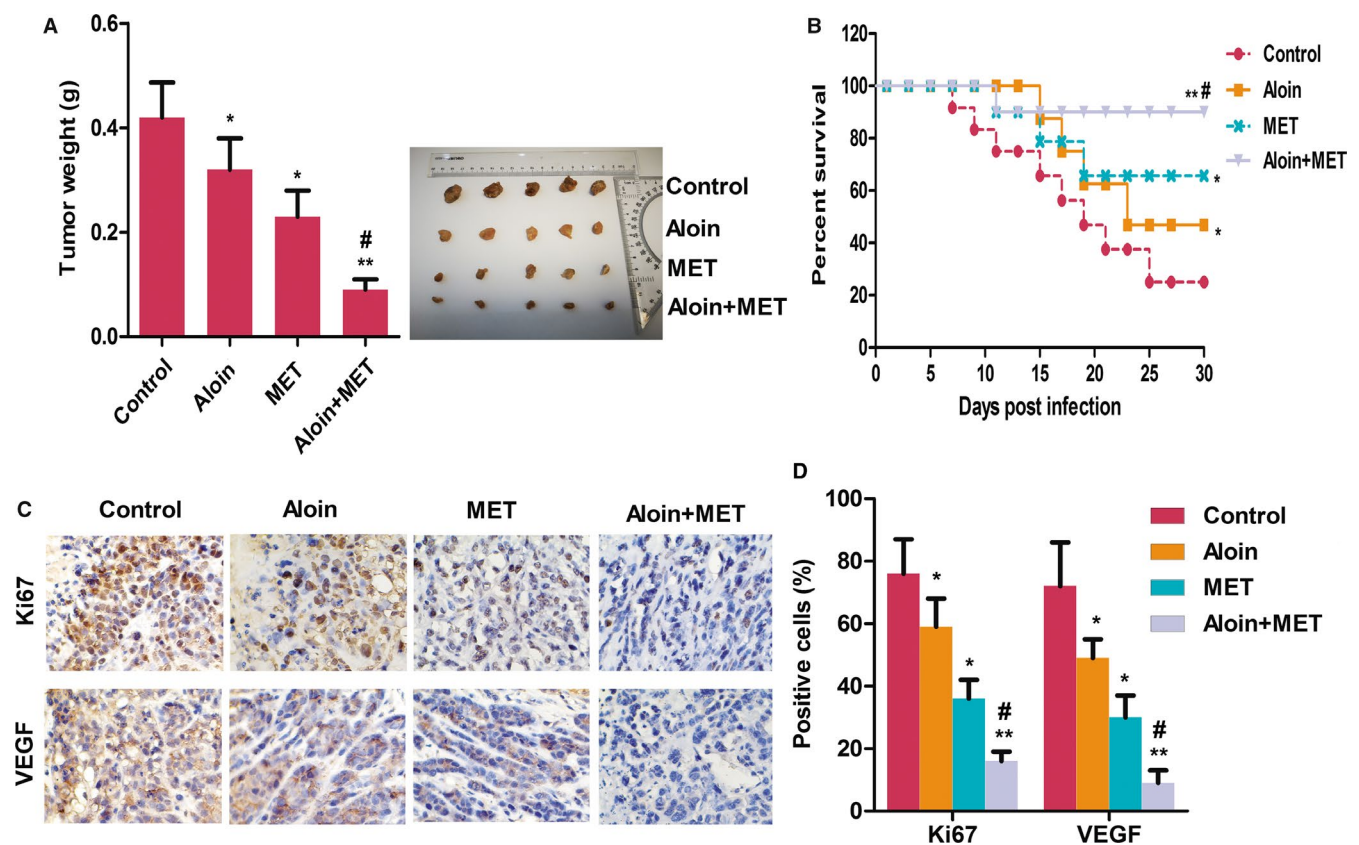 A
Tumor weight (g)
0.6
0.4
0.2
0.0
*
*
#
**
Control
Aloin
MET
Aloin+MET
Control
Aloin
MET
Aloin+MET
B
Percent survival
120
100
80
60
40
20
0
0 5 10 15 20 25 30
Days post infection
** #
*
*
Control
Aloin
MET
Aloin+MET
C
Control Aloin MET Aloin+MET
Ki67
VEGF
D
Positive cells (%)
100
80
60
40
20
0
*
*
#
**
*
*
#
**
Ki67 VEGF
Control
Aloin
MET
Aloin+MET